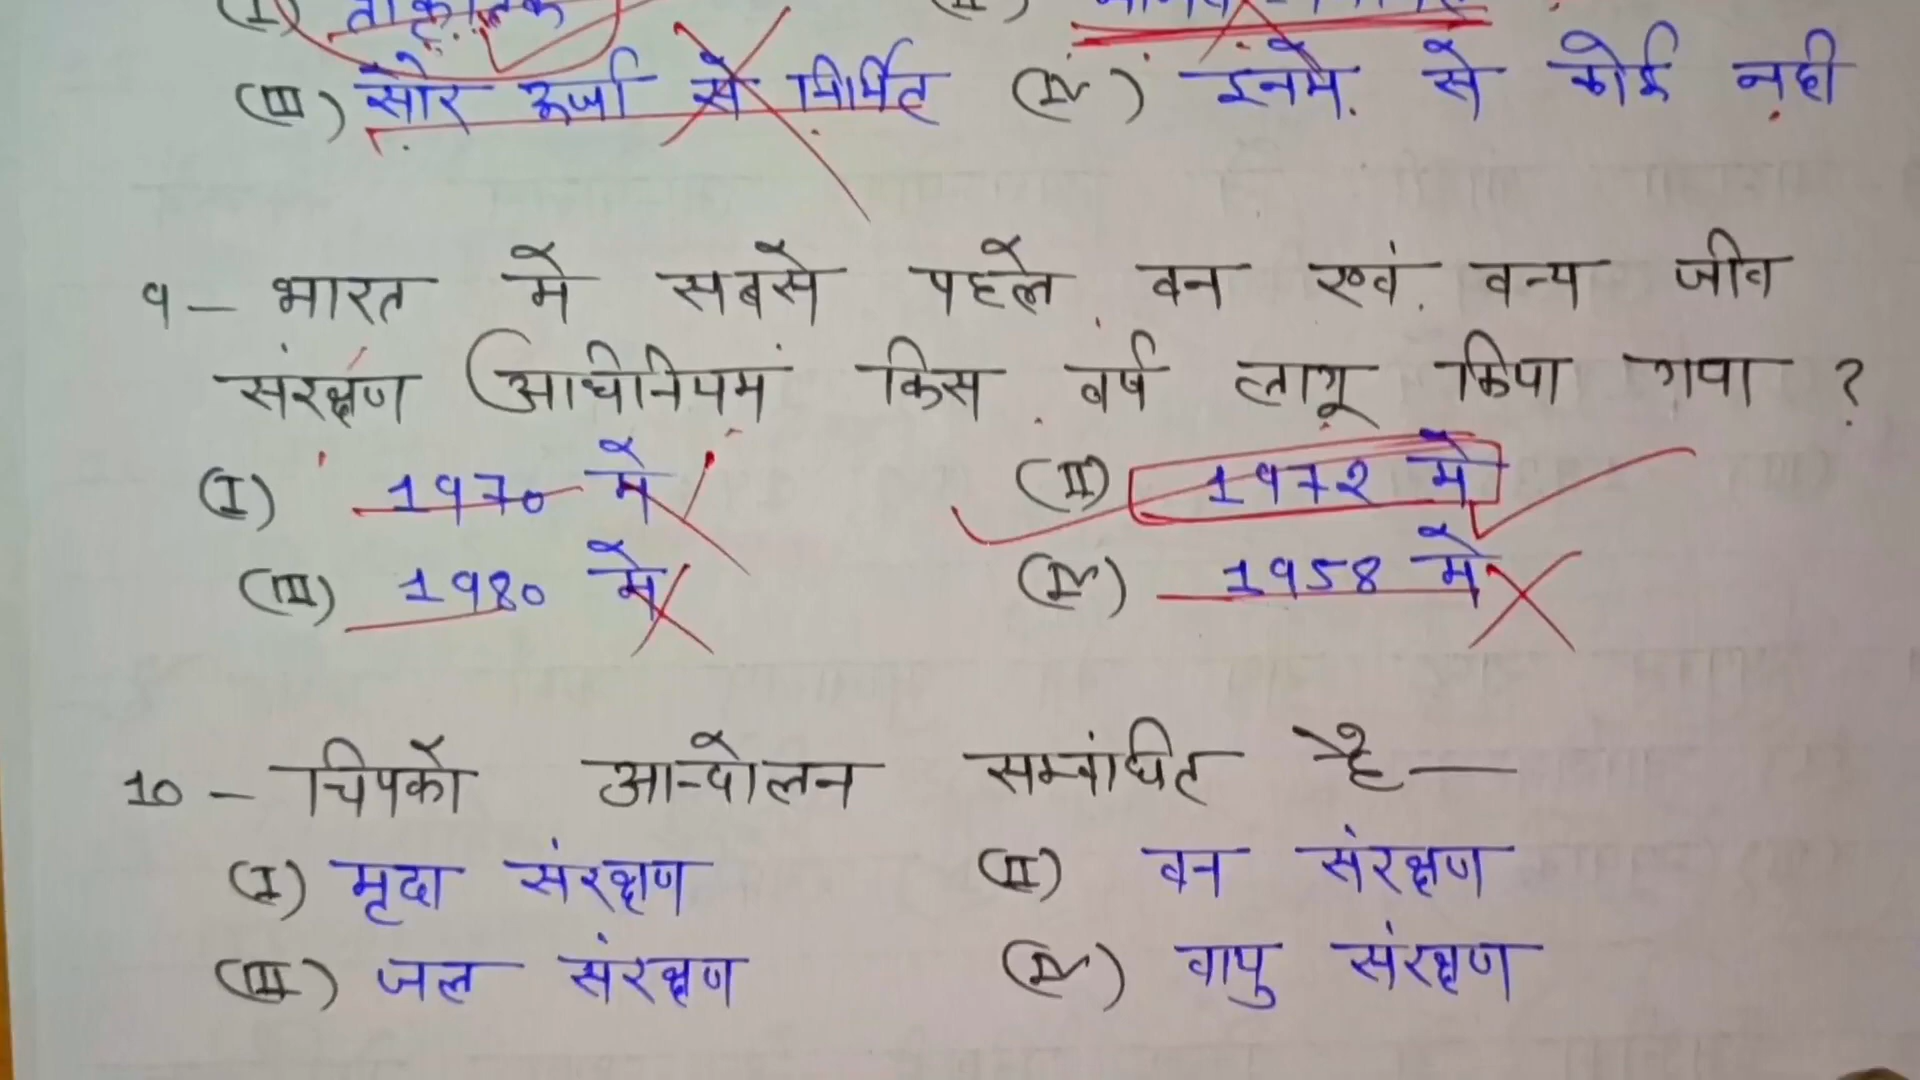 (III) सौर ऊर्जा से निर्मित (IV) इनमे से कोई नही
9 - भारत मे सबसे पहले वन एवं वन्य जीव
संरक्षण अधिनियम किस वर्ष लागू किया गया ?
(I) 1970 मे (II) 1972 मे
(III) 1980 मे (IV) 1958 मे
10 - चिपको आन्दोलन सम्बंधित है —
(I) मृदा संरक्षण (II) वन संरक्षण
(III) जल संरक्षण (IV) वायु संरक्षण